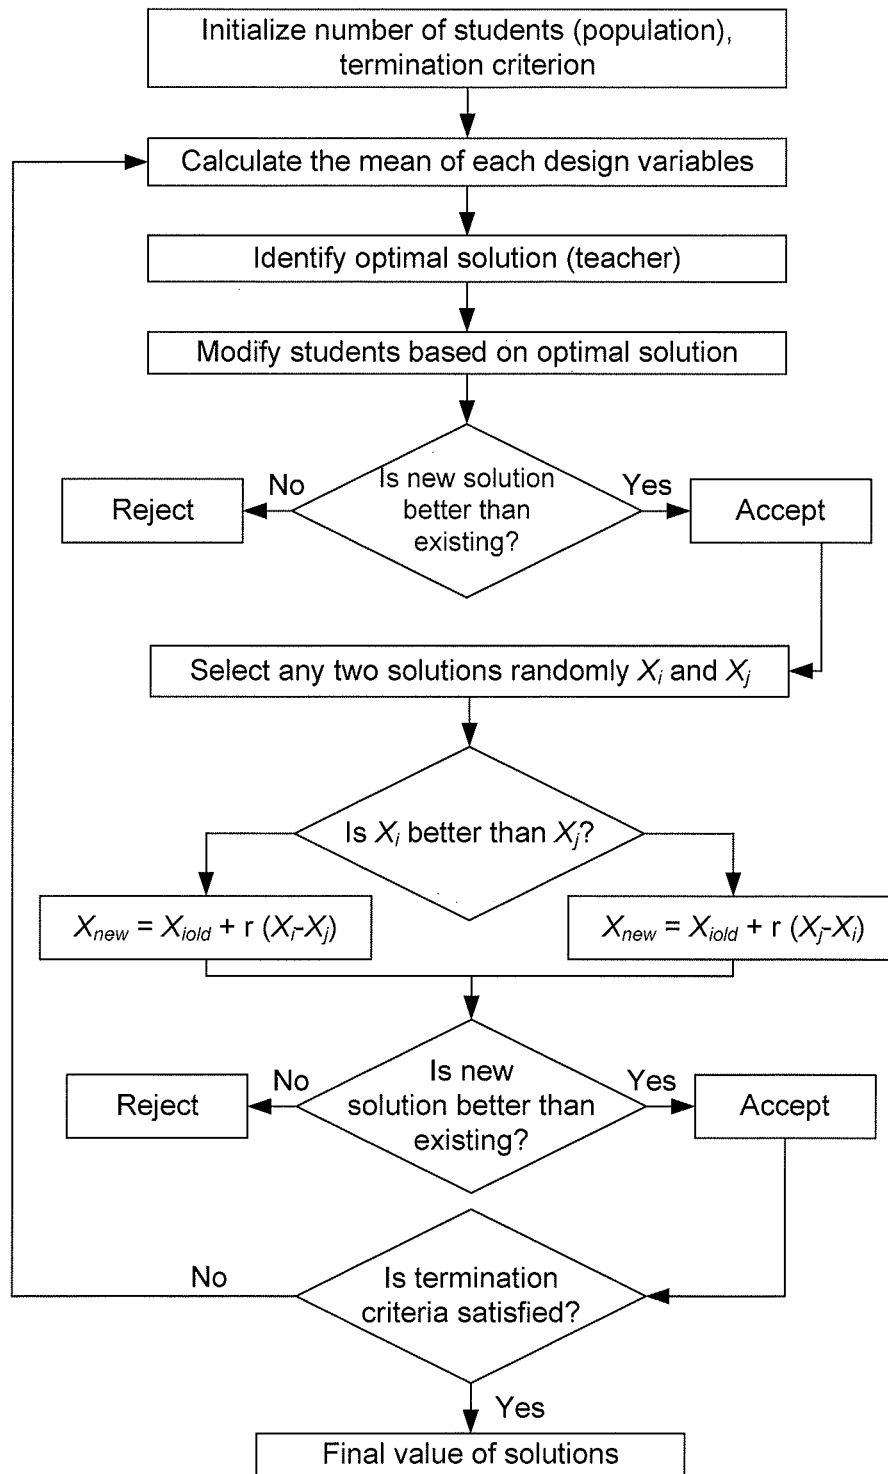 Initialize number of students (population),
termination criterion
Calculate the mean of each design variables
Identify optimal solution (teacher)
Modify students based on optimal solution
No
Is new solution
better than
existing?
Yes
Reject
Accept
Select any two solutions randomly Xi and Xj
Is Xi better than Xj?
Xnew = Xiold + r (Xi-Xj)
Xnew = Xiold + r (Xj-Xi)
No
Is new
solution better than
existing?
Yes
Reject
Accept
No
Is termination
criteria satisfied?
Yes
Final value of solutions